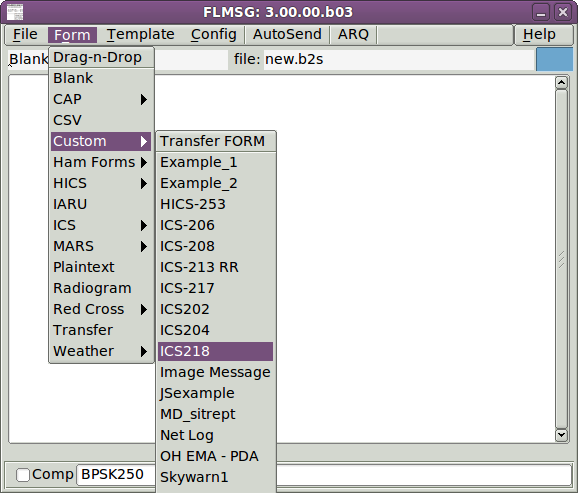 FLMSG: 3.00.00.b03
File Form Template Config AutoSend ARQ Help
Blank file: new.b2s
Drag-n-Drop
Blank
CAP
CSV
Custom
Ham Forms
HICS
IARU
ICS
MARS
Plaintext
Radiogram
Red Cross
Transfer
Weather
Transfer FORM
Example_1
Example_2
HICS-253
ICS-206
ICS-208
ICS-213 RR
ICS-217
ICS202
ICS204
ICS218
Image Message
JSexample
MD_sitrept
Net Log
OH EMA - PDA
Skywarn1
Comp BPSK250